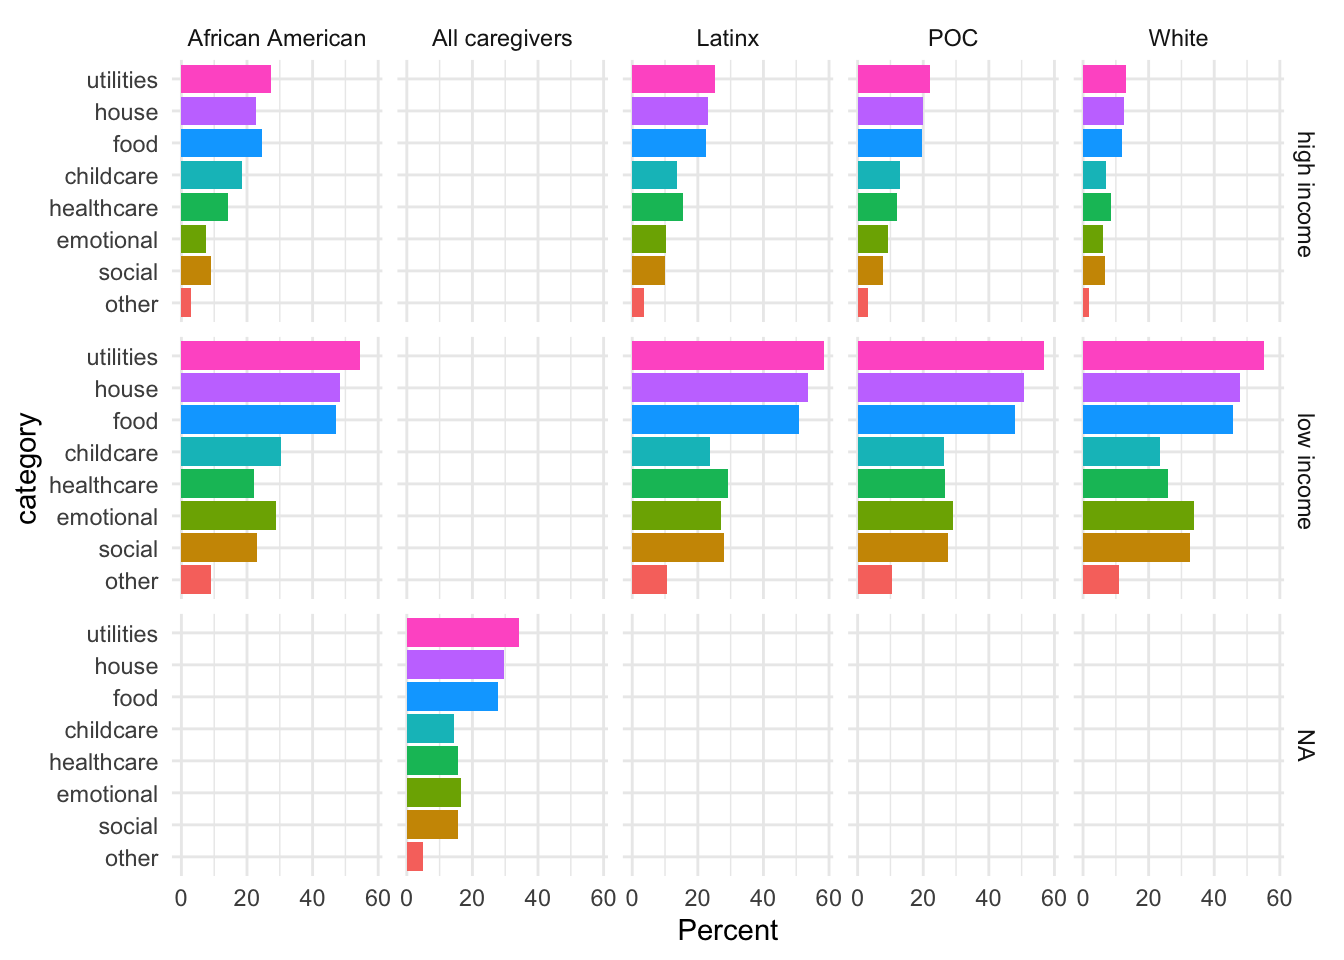 African American All caregivers Latinx POC White
utilities
house
food
childcare
healthcare
emotional
social
other
high income
utilities
house
food
childcare
healthcare
emotional
social
other
low income
category
utilities
house
food
childcare
healthcare
emotional
social
other
NA
0 20 40 60 0 20 40 60 0 20 40 60 0 20 40 60 0 20 40 60
Percent